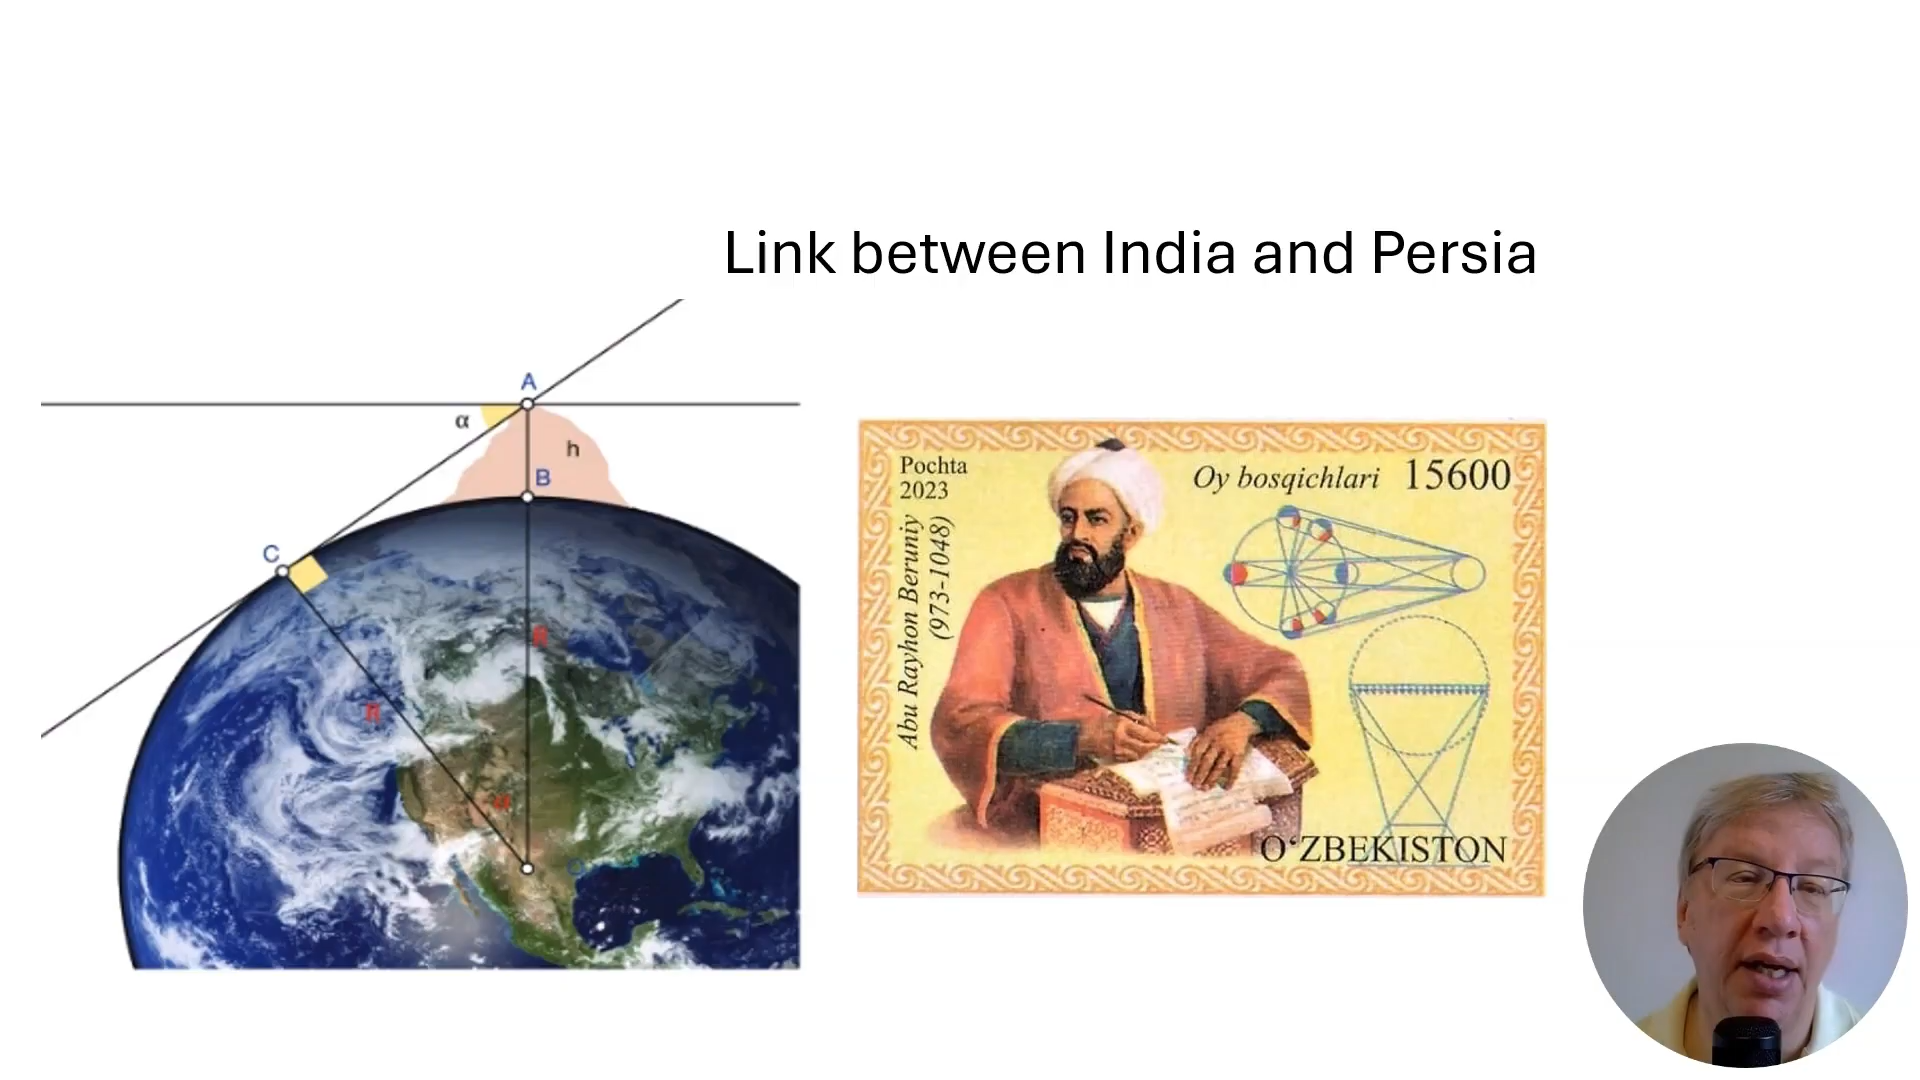 Link between India and Persia
A
α
h
B
C
R
R
α
O
Pochta
2023
Oy bosqichlari 15600
Abu Rayhon Beruniy
(973-1048)
O‘ZBEKISTON